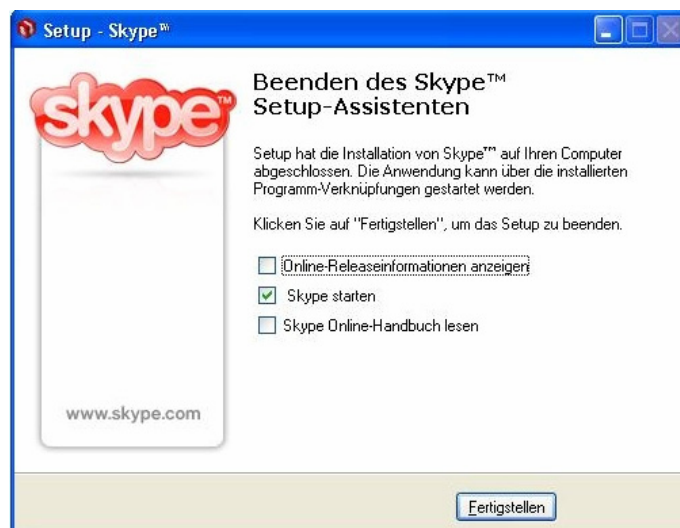 Setup - Skype™
skype™
Beenden des Skype™
Setup-Assistenten
Setup hat die Installation von Skype™ auf Ihren Computer
abgeschlossen. Die Anwendung kann über die installierten
Programm-Verknüpfungen gestartet werden.
Klicken Sie auf "Fertigstellen", um das Setup zu beenden.
Online-Releaseinformationen anzeigen
Skype starten
Skype Online-Handbuch lesen
www.skype.com
Fertigstellen